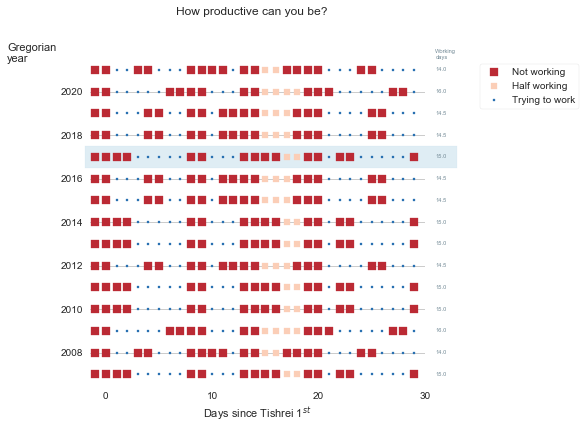 How productive can you be?
Gregorian
year
Working
days
Not working
Half working
Trying to work
14.0
2020 16.0
14.5
2018 14.5
15.0
2016 14.5
14.5
2014 15.0
15.0
2012 14.5
15.0
2010 15.0
16.0
2008 14.0
15.0
0 10 20 30
Days since Tishrei 1st